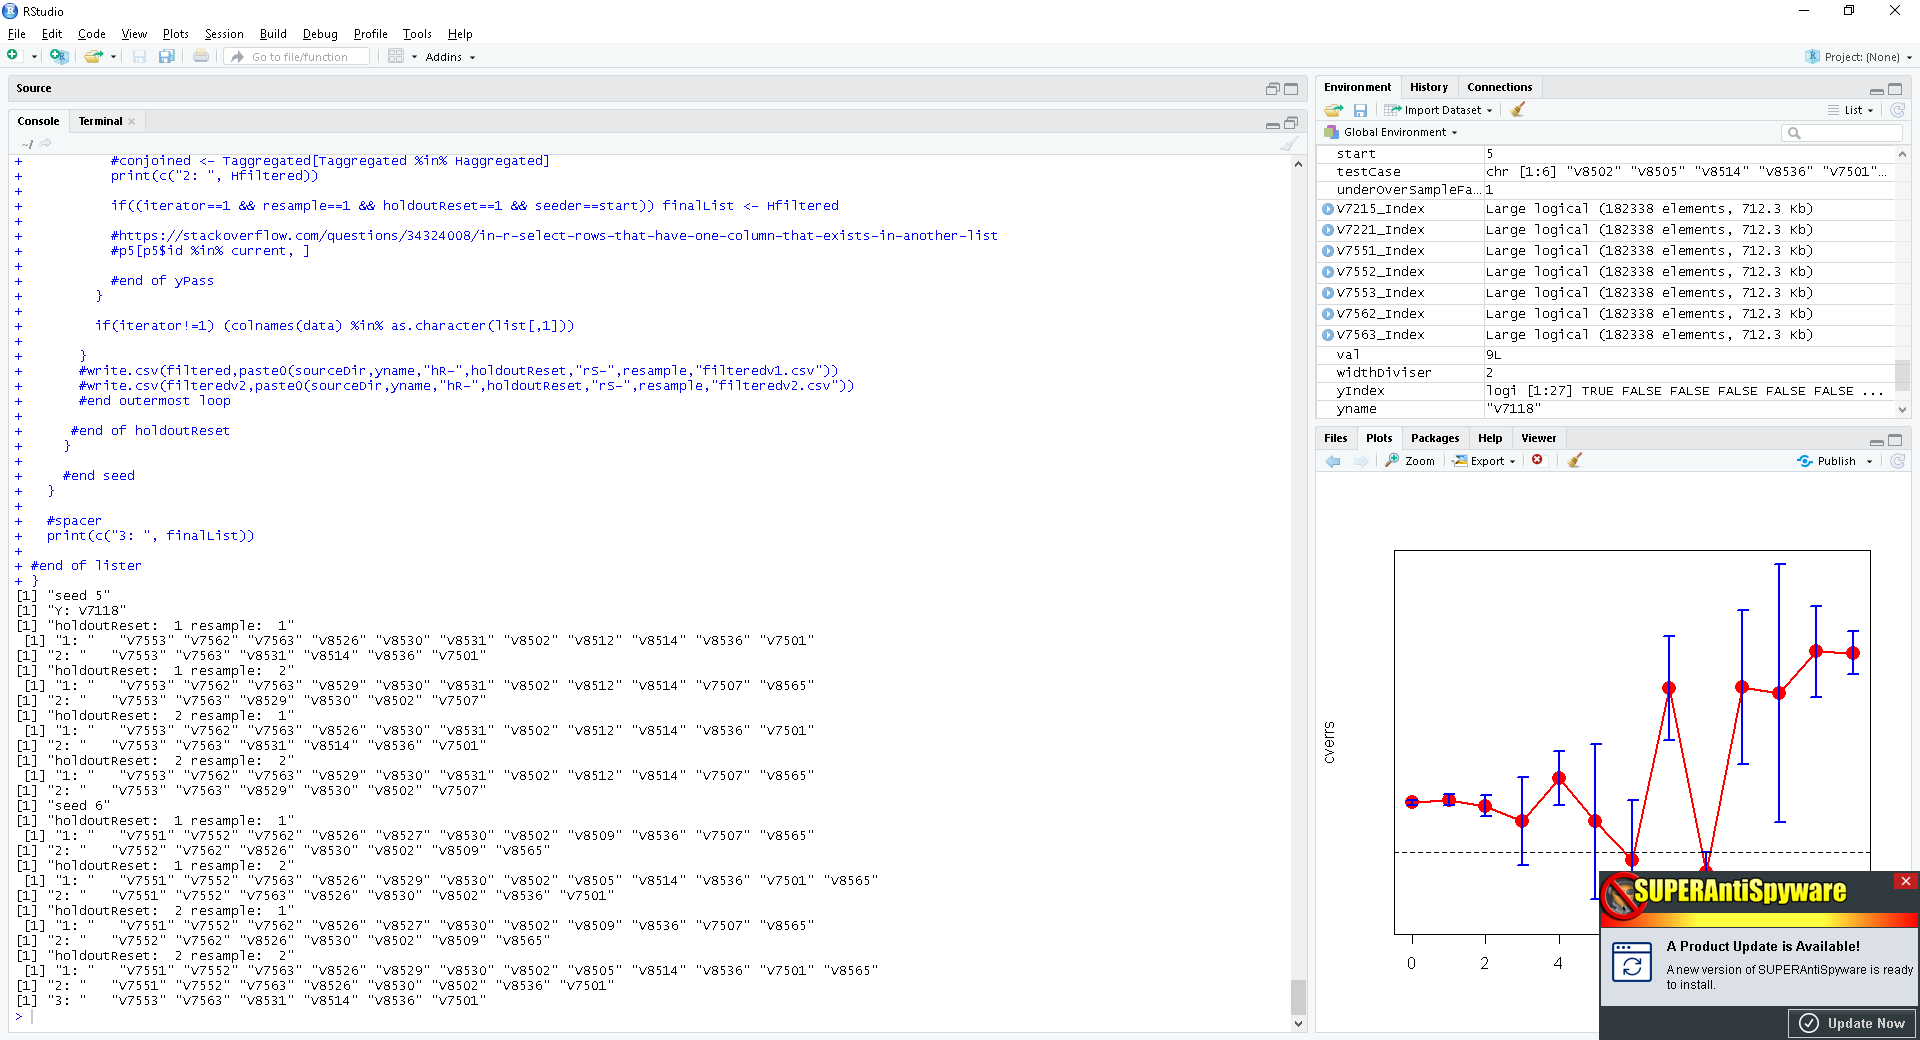 RStudio
File Edit Code View Plots Session Build Debug Profile Tools Help
Go to file/function Addins Project: (None)
Source
Console Terminal
~/
+ #conjoined <- Taggregated[Taggregated %in% Haggregated]
+ print(c("2: ", Hfiltered))
+
+ if((iterator==1 && resample==1 && holdoutReset==1 && seeder==start)) finalList <- Hfiltered
+
+ #https://stackoverflow.com/questions/34324008/in-r-select-rows-that-have-one-column-that-exists-in-another-list
+ #p5[p5$id %in% current, ]
+
+ #end of yPass
+ }
+
+ if(iterator!=1) (colnames(data) %in% as.character(list[,1]))
+
+ }
+ #write.csv(filtered,paste0(sourceDir,yname,"hR-",holdoutReset,"rS-",resample,"filteredv1.csv"))
+ #write.csv(filteredv2,paste0(sourceDir,yname,"hR-",holdoutReset,"rS-",resample,"filteredv2.csv"))
+ #end outermost loop
+
+ #end of holdoutReset
+ }
+
+ #end seed
+ }
+
+ #spacer
+ print(c("3: ", finalList))
+
+ #end of lister
+ }
[1] "seed 5"
[1] "Y: V7118"
[1] "holdoutReset:  1 resample:  1"
[1] "1: " "V7553" "V7562" "V7563" "V8526" "V8530" "V8531" "V8502" "V8512" "V8514" "V8536" "V7501"
[1] "2: " "V7553" "V7563" "V8531" "V8514" "V8536" "V7501"
[1] "holdoutReset:  1 resample:  2"
[1] "1: " "V7553" "V7562" "V7563" "V8529" "V8530" "V8531" "V8502" "V8512" "V8514" "V7507" "V8565"
[1] "2: " "V7553" "V7563" "V8529" "V8530" "V8502" "V7507"
[1] "holdoutReset:  2 resample:  1"
[1] "1: " "V7553" "V7562" "V7563" "V8526" "V8530" "V8531" "V8502" "V8512" "V8514" "V8536" "V7501"
[1] "2: " "V7553" "V7563" "V8531" "V8514" "V8536" "V7501"
[1] "holdoutReset:  2 resample:  2"
[1] "1: " "V7553" "V7562" "V7563" "V8529" "V8530" "V8531" "V8502" "V8512" "V8514" "V7507" "V8565"
[1] "2: " "V7553" "V7563" "V8529" "V8530" "V8502" "V7507"
[1] "seed 6"
[1] "holdoutReset:  1 resample:  1"
[1] "1: " "V7551" "V7552" "V7562" "V8526" "V8527" "V8530" "V8502" "V8509" "V8536" "V7507" "V8565"
[1] "2: " "V7552" "V7562" "V8526" "V8530" "V8502" "V8509" "V8565"
[1] "holdoutReset:  1 resample:  2"
[1] "1: " "V7551" "V7552" "V7563" "V8526" "V8529" "V8530" "V8502" "V8505" "V8514" "V8536" "V7501" "V8565"
[1] "2: " "V7551" "V7552" "V7563" "V8526" "V8530" "V8502" "V8536" "V7501"
[1] "holdoutReset:  2 resample:  1"
[1] "1: " "V7551" "V7552" "V7562" "V8526" "V8527" "V8530" "V8502" "V8509" "V8536" "V7507" "V8565"
[1] "2: " "V7552" "V7562" "V8526" "V8530" "V8502" "V8509" "V8565"
[1] "holdoutReset:  2 resample:  2"
[1] "1: " "V7551" "V7552" "V7563" "V8526" "V8529" "V8530" "V8502" "V8505" "V8514" "V8536" "V7501" "V8565"
[1] "2: " "V7551" "V7552" "V7563" "V8526" "V8530" "V8502" "V8536" "V7501"
[1] "3: " "V7553" "V7563" "V8531" "V8514" "V8536" "V7501"
>
Environment History Connections
Import Dataset List
Global Environment
start 5
testCase chr [1:6] "V8502" "V8505" "V8514" "V8536" "V7501"...
underOverSampleFa... 1
V7215_Index Large logical (182338 elements, 712.3 Kb)
V7221_Index Large logical (182338 elements, 712.3 Kb)
V7551_Index Large logical (182338 elements, 712.3 Kb)
V7552_Index Large logical (182338 elements, 712.3 Kb)
V7553_Index Large logical (182338 elements, 712.3 Kb)
V7562_Index Large logical (182338 elements, 712.3 Kb)
V7563_Index Large logical (182338 elements, 712.3 Kb)
val 9L
widthDiviser 2
yIndex logi [1:27] TRUE FALSE FALSE FALSE FALSE FALSE ...
yname "V7118"
Files Plots Packages Help Viewer
Zoom Export Publish
cverrs
0 2 4
SUPERAntiSpyware
A Product Update is Available!
A new version of SUPERAntiSpyware is ready
to install.
Update Now